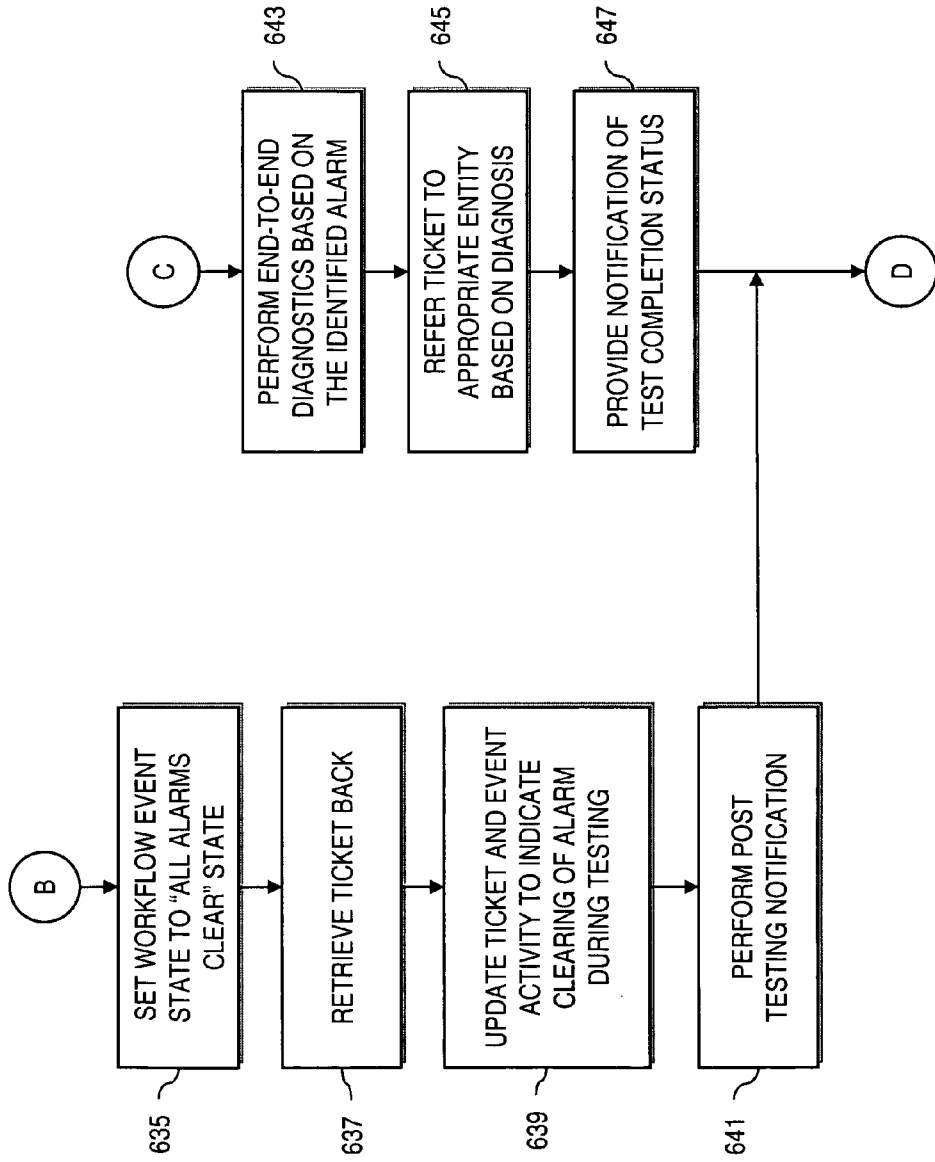 B
SET WORKFLOW EVENT
STATE TO "ALL ALARMS
CLEAR" STATE
635
RETRIEVE TICKET BACK
637
UPDATE TICKET AND EVENT
ACTIVITY TO INDICATE
CLEARING OF ALARM
DURING TESTING
639
PERFORM POST
TESTING NOTIFICATION
641
C
PERFORM END-TO-END
DIAGNOSTICS BASED ON
THE IDENTIFIED ALARM
643
REFER TICKET TO
APPROPRIATE ENTITY
BASED ON DIAGNOSIS
645
PROVIDE NOTIFICATION OF
TEST COMPLETION STATUS
647
D